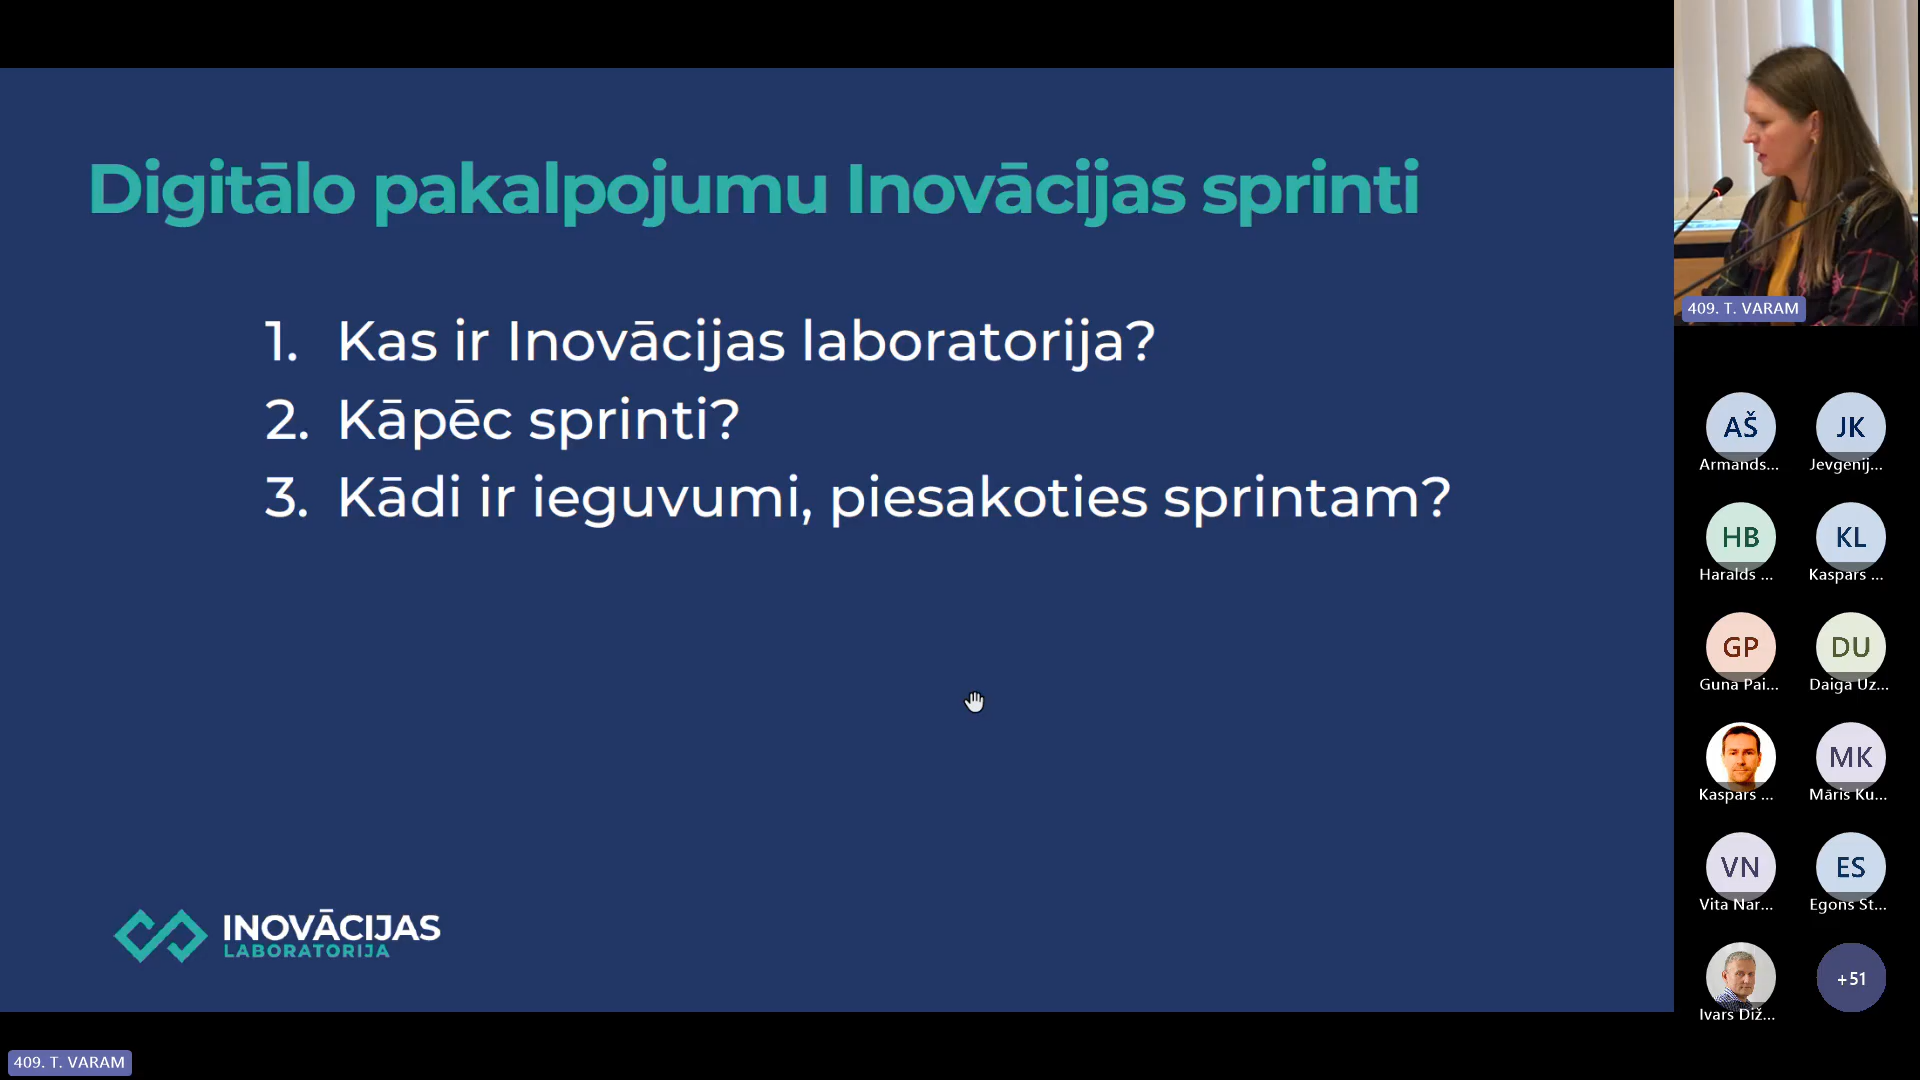 Digitālo pakalpojumu Inovācijas sprinti
1. Kas ir Inovācijas laboratorija?
2. Kāpēc sprinti?
3. Kādi ir ieguvumi, piesakoties sprintam?
INOVĀCIJAS
LABORATORIJA
409. T. VARAM
409. T. VARAM
AŠ
Armands...
JK
Jevgenij...
HB
Haralds ...
KL
Kaspars ...
GP
Guna Pai...
DU
Daiga Uz...
Kaspars ...
MK
Māris Ku...
VN
Vita Nar...
ES
Egons St...
Ivars Diž...
+51